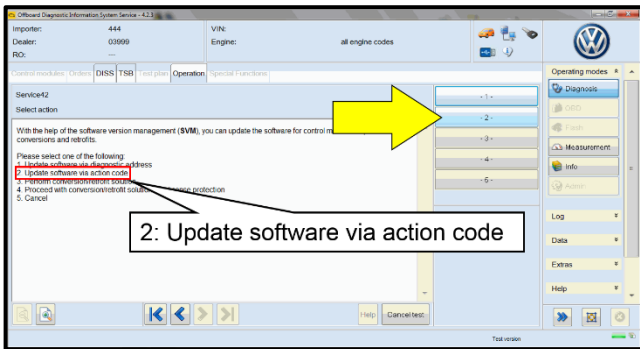 Offboard Diagnostic Information System Service - 4.2.3
Importer: 444 VIN:
Dealer: 03999 Engine: all engine codes
RO: ---
Control modules Orders DISS TSB Test plan Operation Special Functions
Operating modes
Service42
Select action
With the help of the software version management (SVM), you can update the software for control m
conversions and retrofits.
Please select one of the following:
1. Update software via diagnostic address
2. Update software via action code
3. Perform conversion/retrofit solution
4. Proceed with conversion/retrofit solu
protection
5. Cancel
2: Update software via action code
- 1 -
- 2 -
- 3 -
- 4 -
- 5 -
Diagnosis
OBD
Flash
Measurement
Info
Admin
Log
Data
Extras
Help
Help
Cancel test
Test version